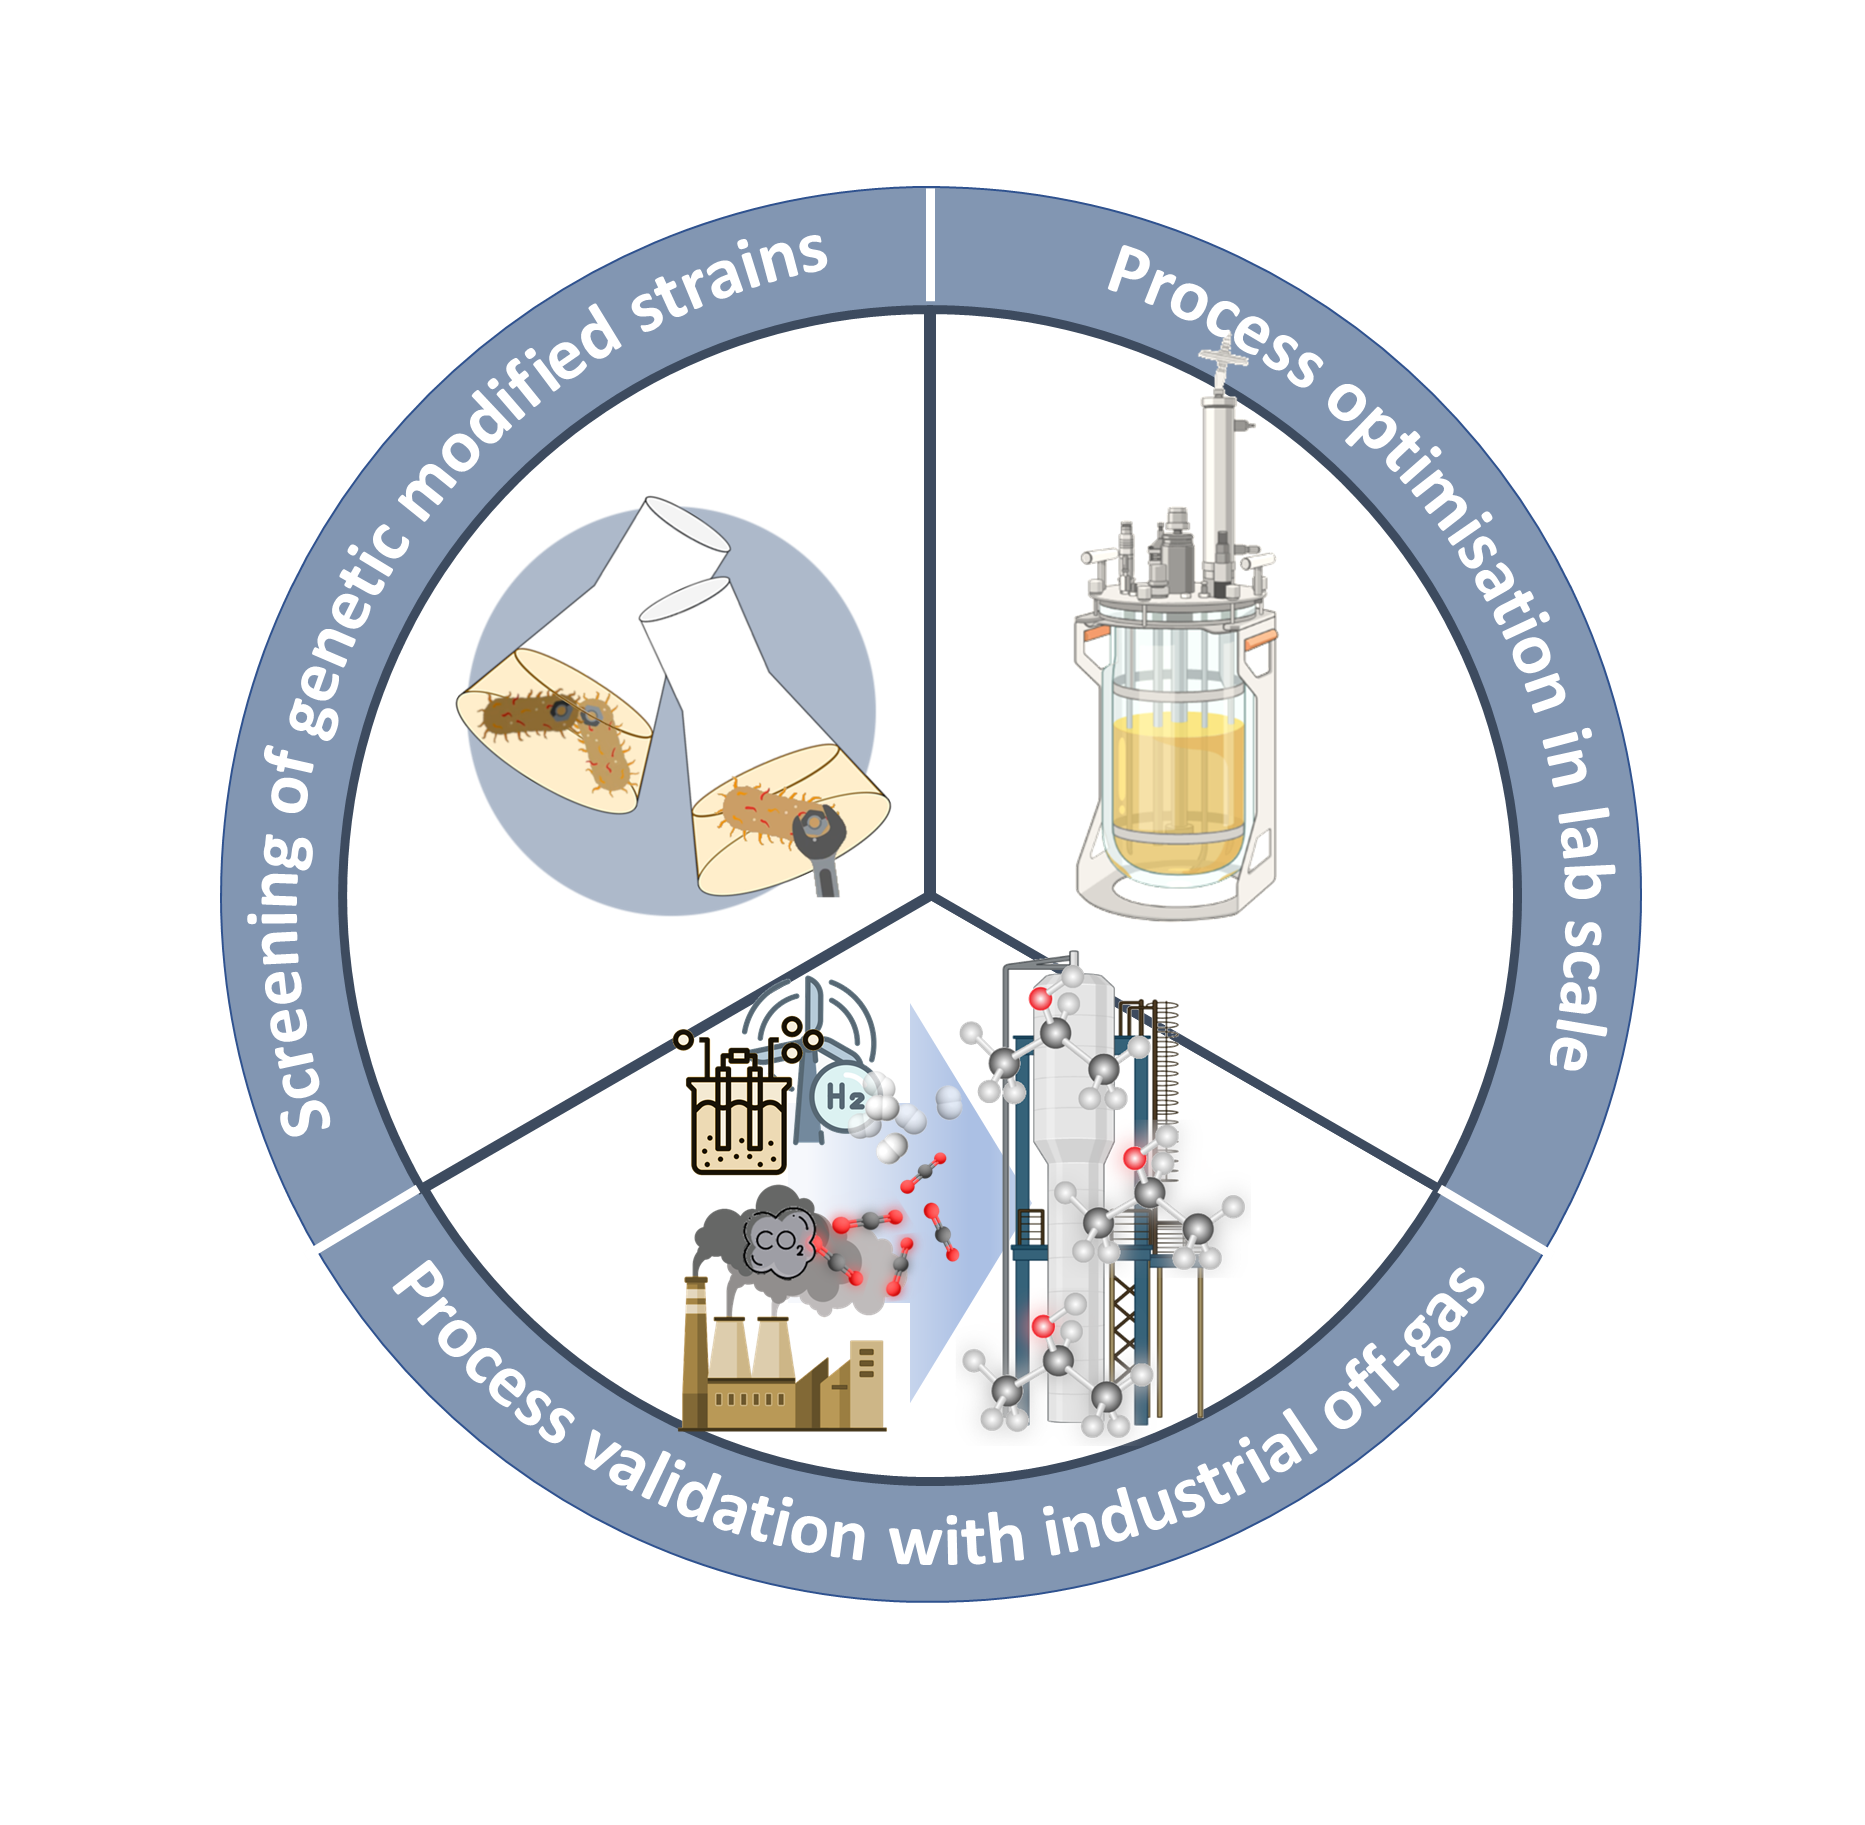 Screening of genetic modified strains
Process optimisation in lab scale
H₂
CO₂
Process validation with industrial off-gas